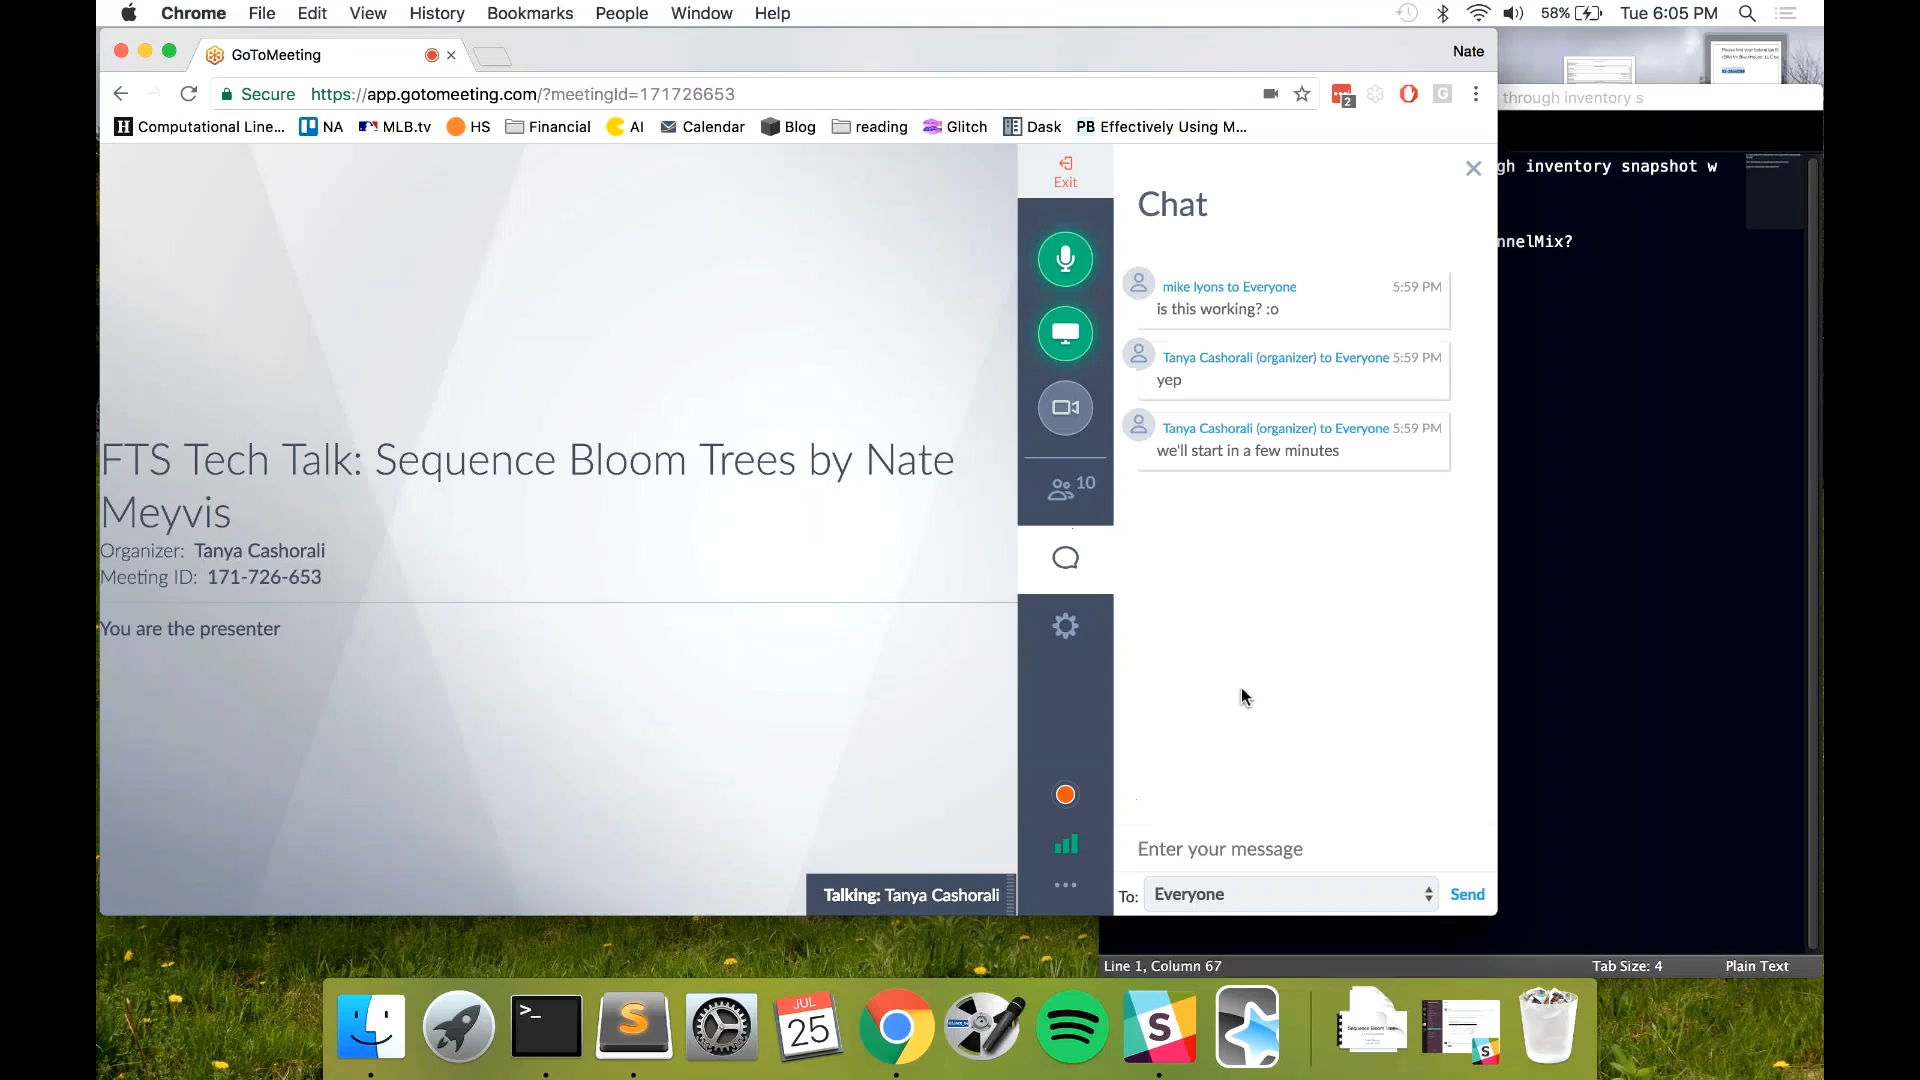 Chrome File Edit View History Bookmarks People Window Help 58% Tue 6:05 PM
GoToMeeting Nate
Secure https://app.gotomeeting.com/?meetingId=171726653 2 G
through inventory s
H Computational Line... NA MLB.tv HS Financial AI Calendar Blog reading Glitch Dask PB Effectively Using M...
gh inventory snapshot w
nnelMix?
Exit
Chat
mike lyons to Everyone 5:59 PM
is this working? :o
Tanya Cashorali (organizer) to Everyone 5:59 PM
yep
Tanya Cashorali (organizer) to Everyone 5:59 PM
we'll start in a few minutes
10
FTS Tech Talk: Sequence Bloom Trees by Nate
Meyvis
Organizer: Tanya Cashorali
Meeting ID: 171-726-653
You are the presenter
Enter your message
Talking: Tanya Cashorali
To: Everyone Send
Line 1, Column 67 Tab Size: 4 Plain Text
JUL
25
Sequence Bloom Trees